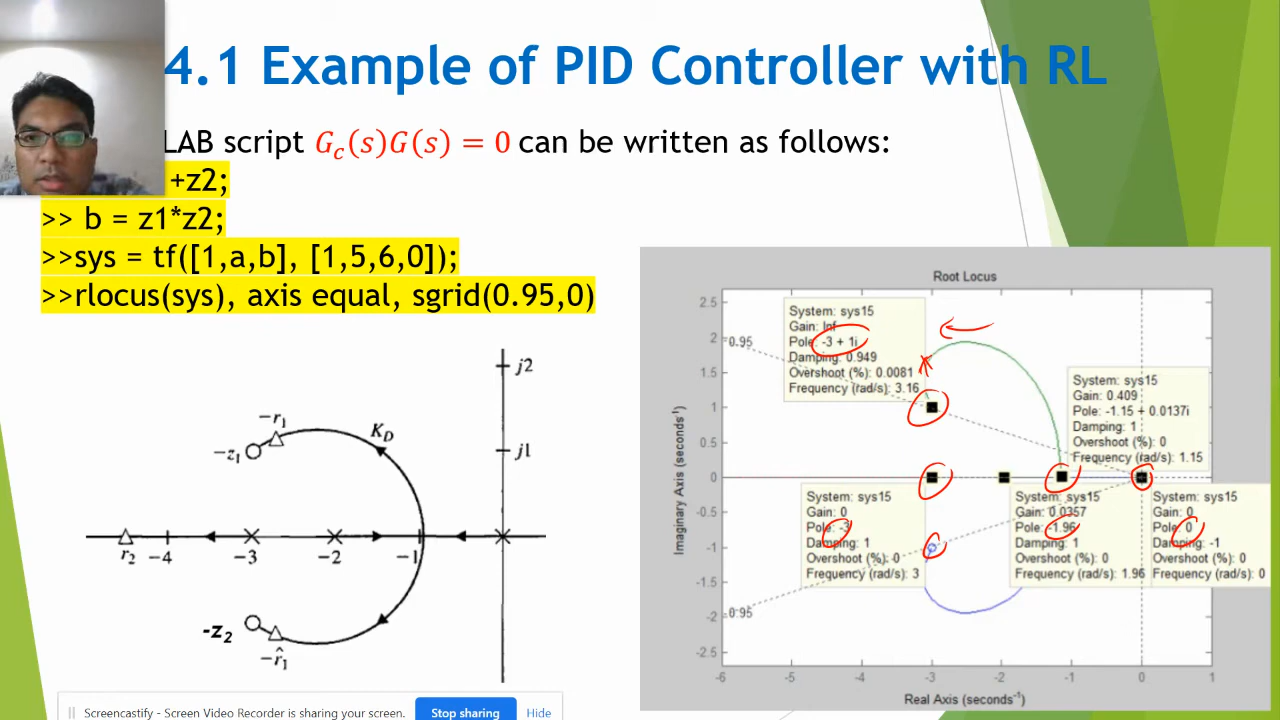 4.1 Example of PID Controller with RL
LAB script G_c(s)G(s) = 0 can be written as follows:
+z2;
>> b = z1*z2;
>>sys = tf([1,a,b], [1,5,6,0]);
>>rlocus(sys), axis equal, sgrid(0.95,0)
j2
-r₁
K_D
-z₁
j1
r₂
-4
-3
-2
-1
-z₂
-r̂₁
Root Locus
Imaginary Axis (seconds⁻¹)
2.5
2
1.5
1
0.5
0
-0.5
-1
-1.5
-2
-2.5
0.95
0.95
System: sys15
Gain: Inf
Pole: -3 + 1i
Damping: 0.949
Overshoot (%): 0.0081
Frequency (rad/s): 3.16
System: sys15
Gain: 0.409
Pole: -1.15 + 0.0137i
Damping: 1
Overshoot (%): 0
Frequency (rad/s): 1.15
System: sys15
Gain: 0
Pole: -3
Damping: 1
Overshoot (%): 0
Frequency (rad/s): 3
System: sys15
Gain: 0.0357
Pole: -1.96
Damping: 1
Overshoot (%): 0
Frequency (rad/s): 1.96
System: sys15
Gain: 0
Pole: 0
Damping: -1
Overshoot (%): 0
Frequency (rad/s): 0
-6
-5
-4
-3
-2
-1
0
1
Real Axis (seconds⁻¹)
Screencastify - Screen Video Recorder is sharing your screen.
Stop sharing
Hide